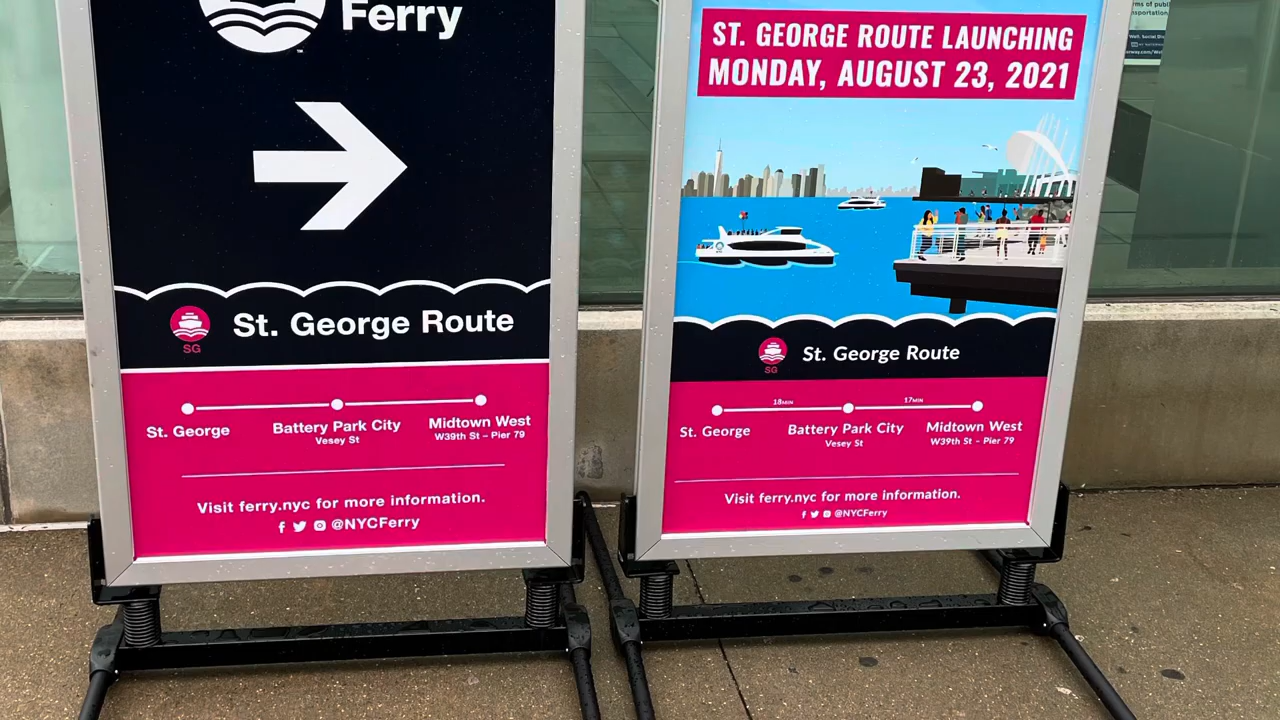 Ferry
TM
St. George Route
SG
St. George
Battery Park City
Vesey St
Midtown West
W39th St – Pier 79
Visit ferry.nyc for more information.
@NYCFerry
ST. GEORGE ROUTE LAUNCHING
MONDAY, AUGUST 23, 2021
St. George Route
SG
18MIN
17MIN
St. George
Battery Park City
Vesey St
Midtown West
W39th St – Pier 79
Visit ferry.nyc for more information.
@NYCFerry